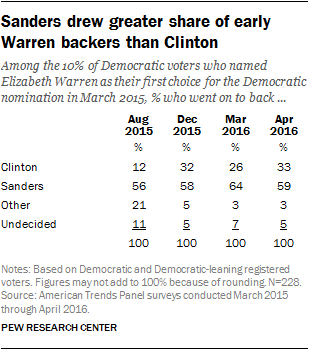 Sanders drew greater share of early
Warren backers than Clinton
Among the 10% of Democratic voters who named
Elizabeth Warren as their first choice for the Democratic
nomination in March 2015, % who went on to back ...
Aug Dec Mar Apr
2015 2015 2016 2016
% % % %
Clinton 12 32 26 33
Sanders 56 58 64 59
Other 21 5 3 3
Undecided 11 5 7 5
100 100 100 100
Notes: Based on Democratic and Democratic-leaning registered
voters. Figures may not add to 100% because of rounding. N=228.
Source: American Trends Panel surveys conducted March 2015
through April 2016.
PEW RESEARCH CENTER